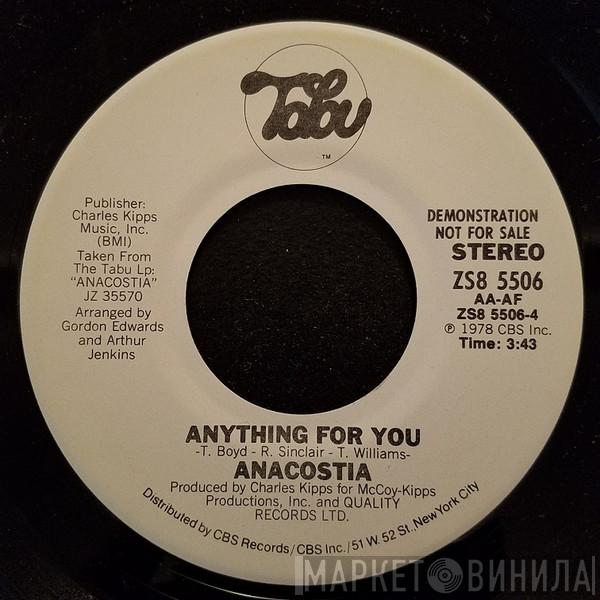 Tabu
TM
Publisher:
Charles Kipps
Music, Inc.
(BMI)
Taken From
The Tabu Lp:
"ANACOSTIA"
JZ 35570
Arranged by
Gordon Edwards
and Arthur
Jenkins
DEMONSTRATION
NOT FOR SALE
STEREO
ZS8 5506
AA-AF
ZS8 5506-4
℗ 1978 CBS Inc.
Time: 3:43
ANYTHING FOR YOU
-T. Boyd - R. Sinclair - T. Williams-
ANACOSTIA
Produced by Charles Kipps for McCoy-Kipps
Productions, Inc. and QUALITY
RECORDS LTD.
Distributed by CBS Records/CBS Inc./51 W. 52 St., New York City
МАРКЕТ ВИНИЛА